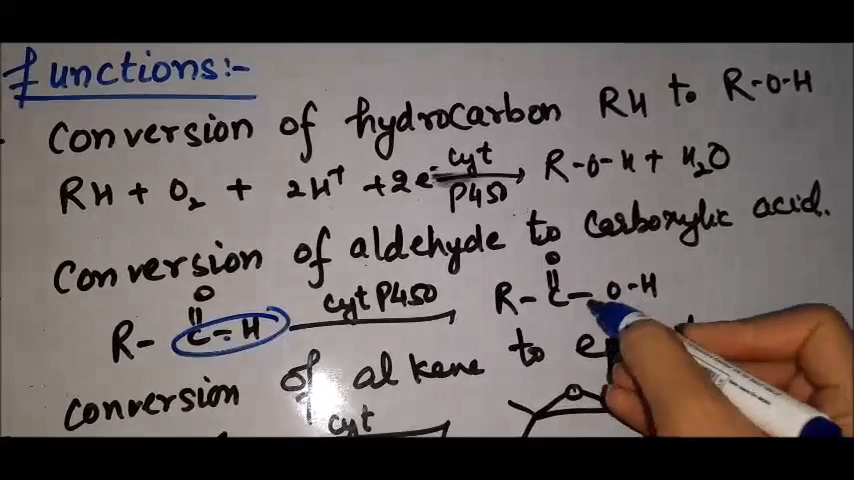 Functions:-
Conversion of hydrocarbon RH to R-O-H
RH + O2 + 2H+ + 2e- cyt P450 → R-O-H + H2O
Conversion of aldehyde to carboxylic acid.
R-C(=O)-H cyt P450 → R-C(=O)-O-H
Conversion of alkene to
cyt O